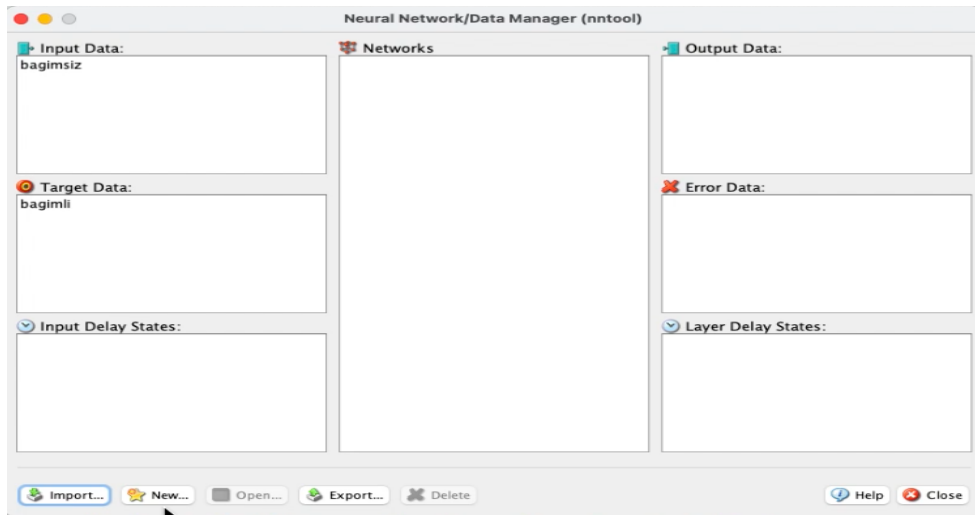 Neural Network/Data Manager (nntool)
Input Data:
bagimsiz
Networks
Output Data:
Target Data:
bagimli
Error Data:
Input Delay States:
Layer Delay States:
Import...
New...
Open...
Export...
Delete
Help
Close